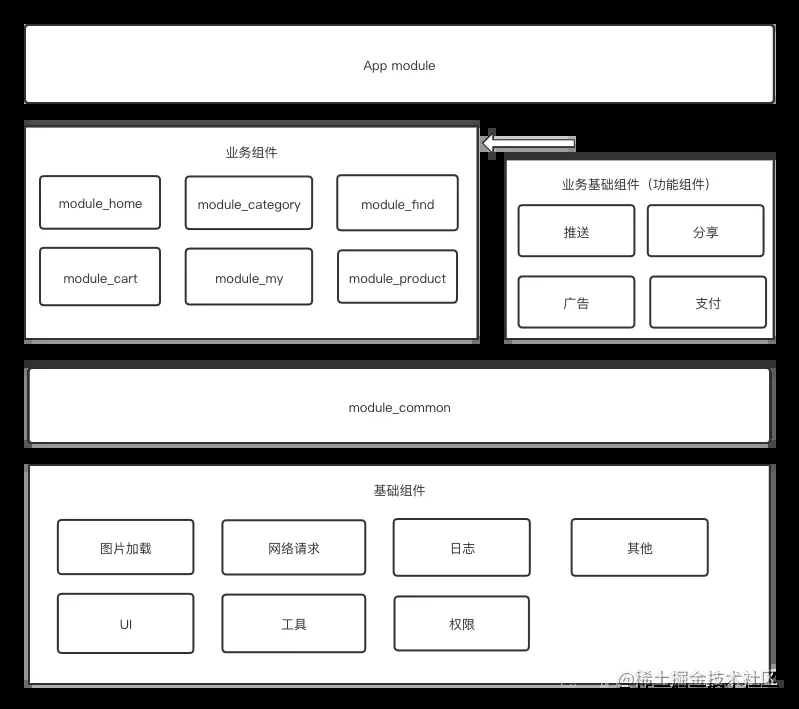 App module
业务组件
module_home
module_category
module_find
module_cart
module_my
module_product
业务基础组件（功能组件）
推送
分享
广告
支付
module_common
基础组件
图片加载
网络请求
日志
其他
UI
工具
权限
@稀土掘金技术社区